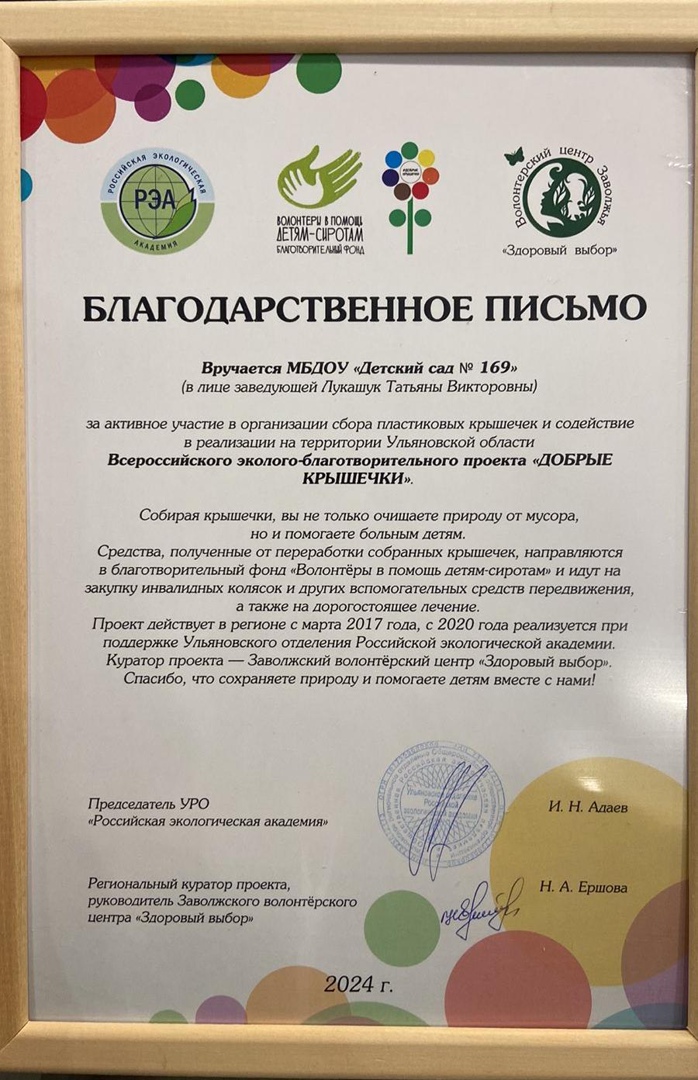 РОССИЙСКАЯ ЭКОЛОГИЧЕСКАЯ
РЭА
АКАДЕМИЯ
ВОЛОНТЕРЫ В ПОМОЩЬ
ДЕТЯМ-СИРОТАМ
БЛАГОТВОРИТЕЛЬНЫЙ ФОНД
ДОБРЫЕ
КРЫШЕЧКИ
Волонтерский центр Заволжья
«Здоровый выбор»
БЛАГОДАРСТВЕННОЕ ПИСЬМО
Вручается МБДОУ «Детский сад № 169»
(в лице заведующей Лукашук Татьяны Викторовны)
за активное участие в организации сбора пластиковых крышечек и содействие
в реализации на территории Ульяновской области
Всероссийского эколого-благотворительного проекта «ДОБРЫЕ
КРЫШЕЧКИ».
Собирая крышечки, вы не только очищаете природу от мусора,
но и помогаете больным детям.
Средства, полученные от переработки собранных крышечек, направляются
в благотворительный фонд «Волонтёры в помощь детям-сиротам» и идут на
закупку инвалидных колясок и других вспомогательных средств передвижения,
а также на дорогостоящее лечение.
Проект действует в регионе с марта 2017 года, с 2020 года реализуется при
поддержке Ульяновского отделения Российской экологической академии.
Куратор проекта — Заволжский волонтёрский центр «Здоровый выбор».
Спасибо, что сохраняете природу и помогаете детям вместе с нами!
Председатель УРО
«Российская экологическая академия»
И. Н. Адаев
Региональный куратор проекта,
руководитель Заволжского волонтёрского
центра «Здоровый выбор»
Н. А. Ершова
2024 г.